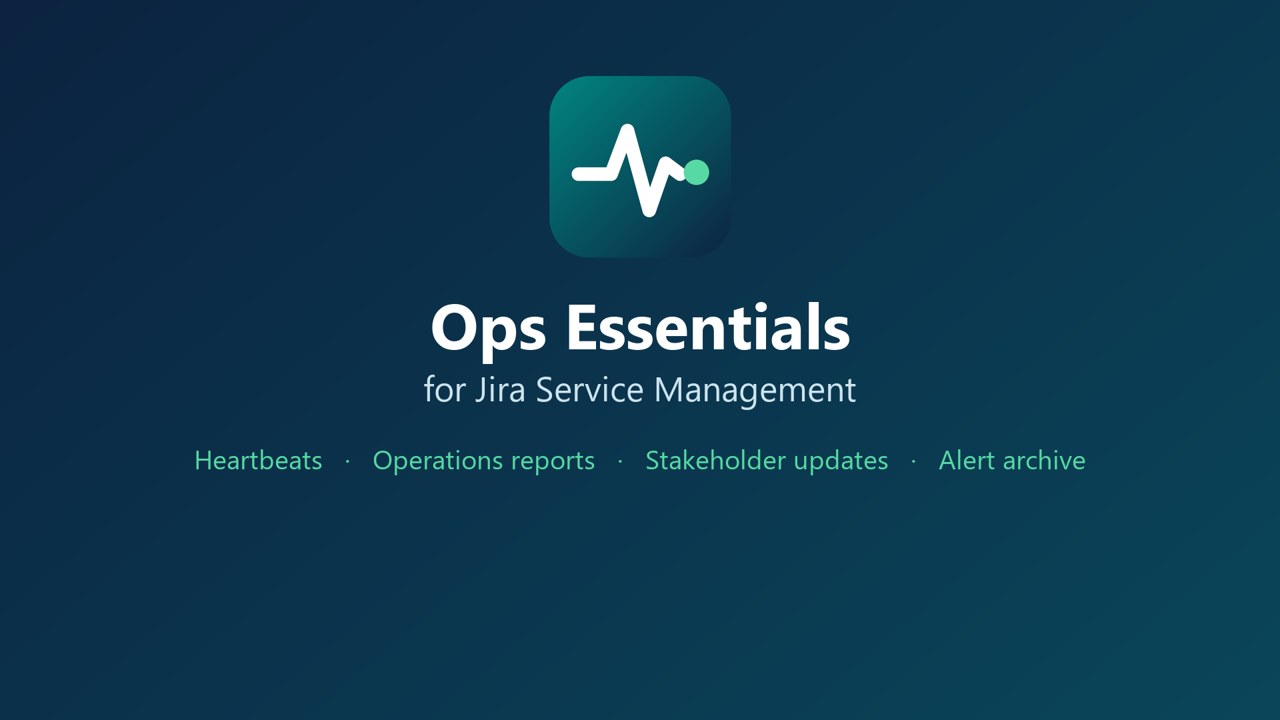 Ops Essentials
for Jira Service Management
Heartbeats · Operations reports · Stakeholder updates · Alert archive